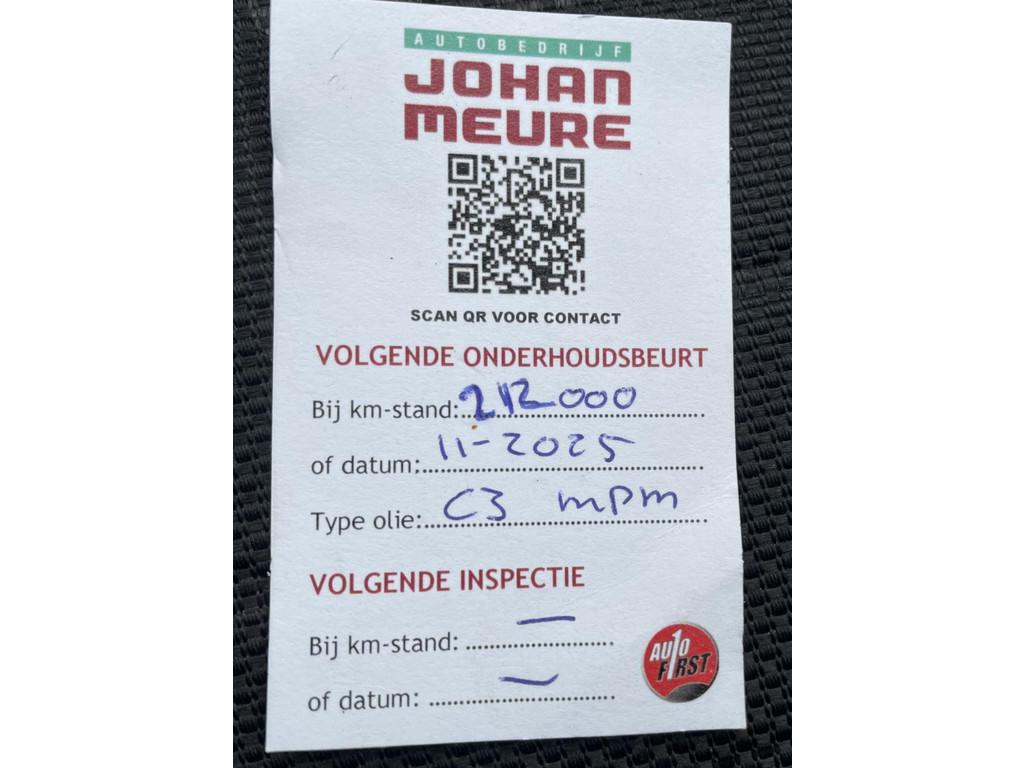 AUTOBEDRIJF
JOHAN
MEURE
SCAN QR VOOR CONTACT
VOLGENDE ONDERHOUDSBEURT
Bij km-stand: 212000
of datum: 11-2025
Type olie: C3 mpm
VOLGENDE INSPECTIE
Bij km-stand: —
of datum: —
AUTO
FIRST